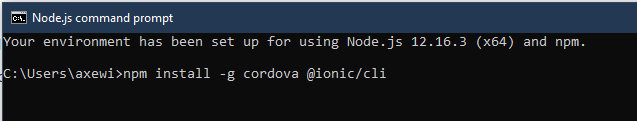 Node.js command prompt
Your environment has been set up for using Node.js 12.16.3 (x64) and npm.
C:\Users\axewi>npm install -g cordova @ionic/cli